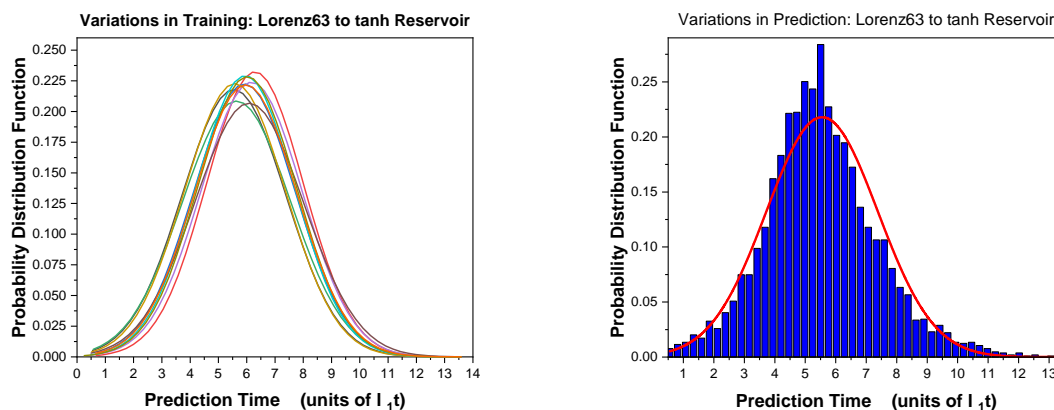 Variations in Training: Lorenz63 to tanh Reservoir
Probability Distribution Function
0.250
0.225
0.200
0.175
0.150
0.125
0.100
0.075
0.050
0.025
0.000
0 1 2 3 4 5 6 7 8 9 10 11 12 13 14
Prediction Time (units of l 1t)
Variations in Prediction: Lorenz63 to tanh Reservoir
Probability Distribution Function
0.25
0.20
0.15
0.10
0.05
0.00
1 2 3 4 5 6 7 8 9 10 11 12 13
Prediction Time (units of l 1t)